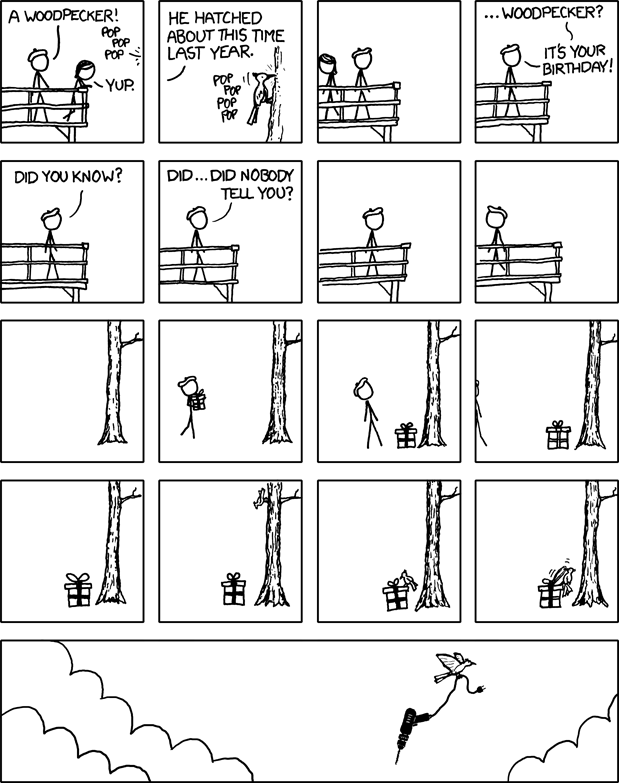 A WOODPECKER!
POP
POP
POP
YUP.
HE HATCHED
ABOUT THIS TIME
LAST YEAR.
POP
POP
POP
POP
...WOODPECKER?
IT'S YOUR
BIRTHDAY!
DID YOU KNOW?
DID...DID NOBODY
TELL YOU?